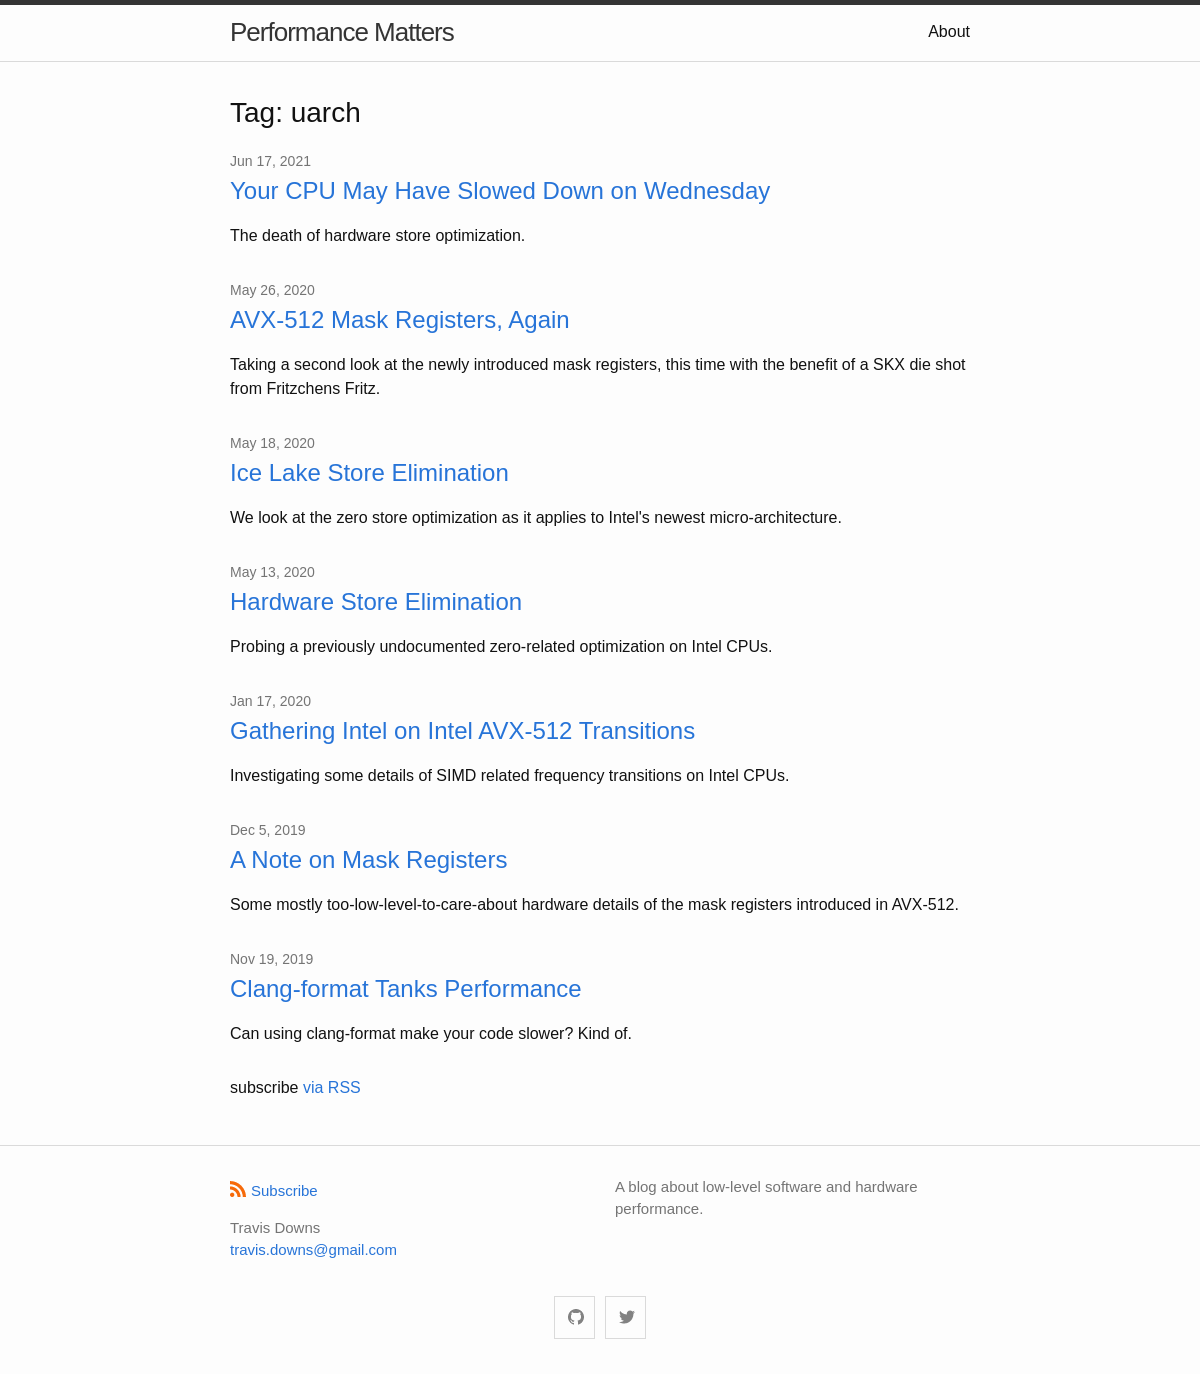 Performance Matters
About
Tag: uarch
Jun 17, 2021
Your CPU May Have Slowed Down on Wednesday
The death of hardware store optimization.
May 26, 2020
AVX-512 Mask Registers, Again
Taking a second look at the newly introduced mask registers, this time with the benefit of a SKX die shot
from Fritzchens Fritz.
May 18, 2020
Ice Lake Store Elimination
We look at the zero store optimization as it applies to Intel's newest micro-architecture.
May 13, 2020
Hardware Store Elimination
Probing a previously undocumented zero-related optimization on Intel CPUs.
Jan 17, 2020
Gathering Intel on Intel AVX-512 Transitions
Investigating some details of SIMD related frequency transitions on Intel CPUs.
Dec 5, 2019
A Note on Mask Registers
Some mostly too-low-level-to-care-about hardware details of the mask registers introduced in AVX-512.
Nov 19, 2019
Clang-format Tanks Performance
Can using clang-format make your code slower? Kind of.
subscribe via RSS
Subscribe
Travis Downs
travis.downs@gmail.com
A blog about low-level software and hardware
performance.